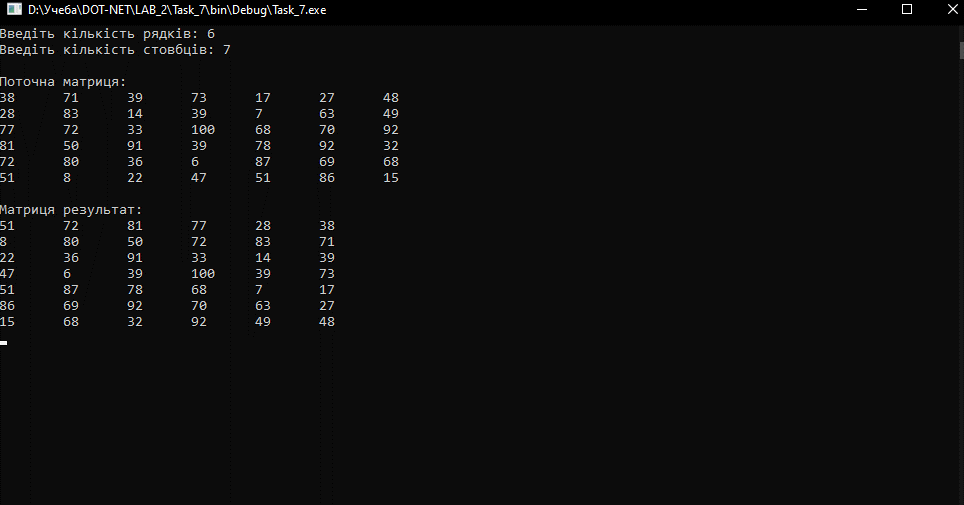 D:\Учеба\DOT-NET\LAB_2\Task_7\bin\Debug\Task_7.exe
Введіть кількість рядків: 6
Введіть кількість стовбців: 7
Поточна матриця:
38 71 39 73 17 27 48
28 83 14 39 7 63 49
77 72 33 100 68 70 92
81 50 91 39 78 92 32
72 80 36 6 87 69 68
51 8 22 47 51 86 15
Матриця результат:
51 72 81 77 28 38
8 80 50 72 83 71
22 36 91 33 14 39
47 6 39 100 39 73
51 87 78 68 7 17
86 69 92 70 63 27
15 68 32 92 49 48